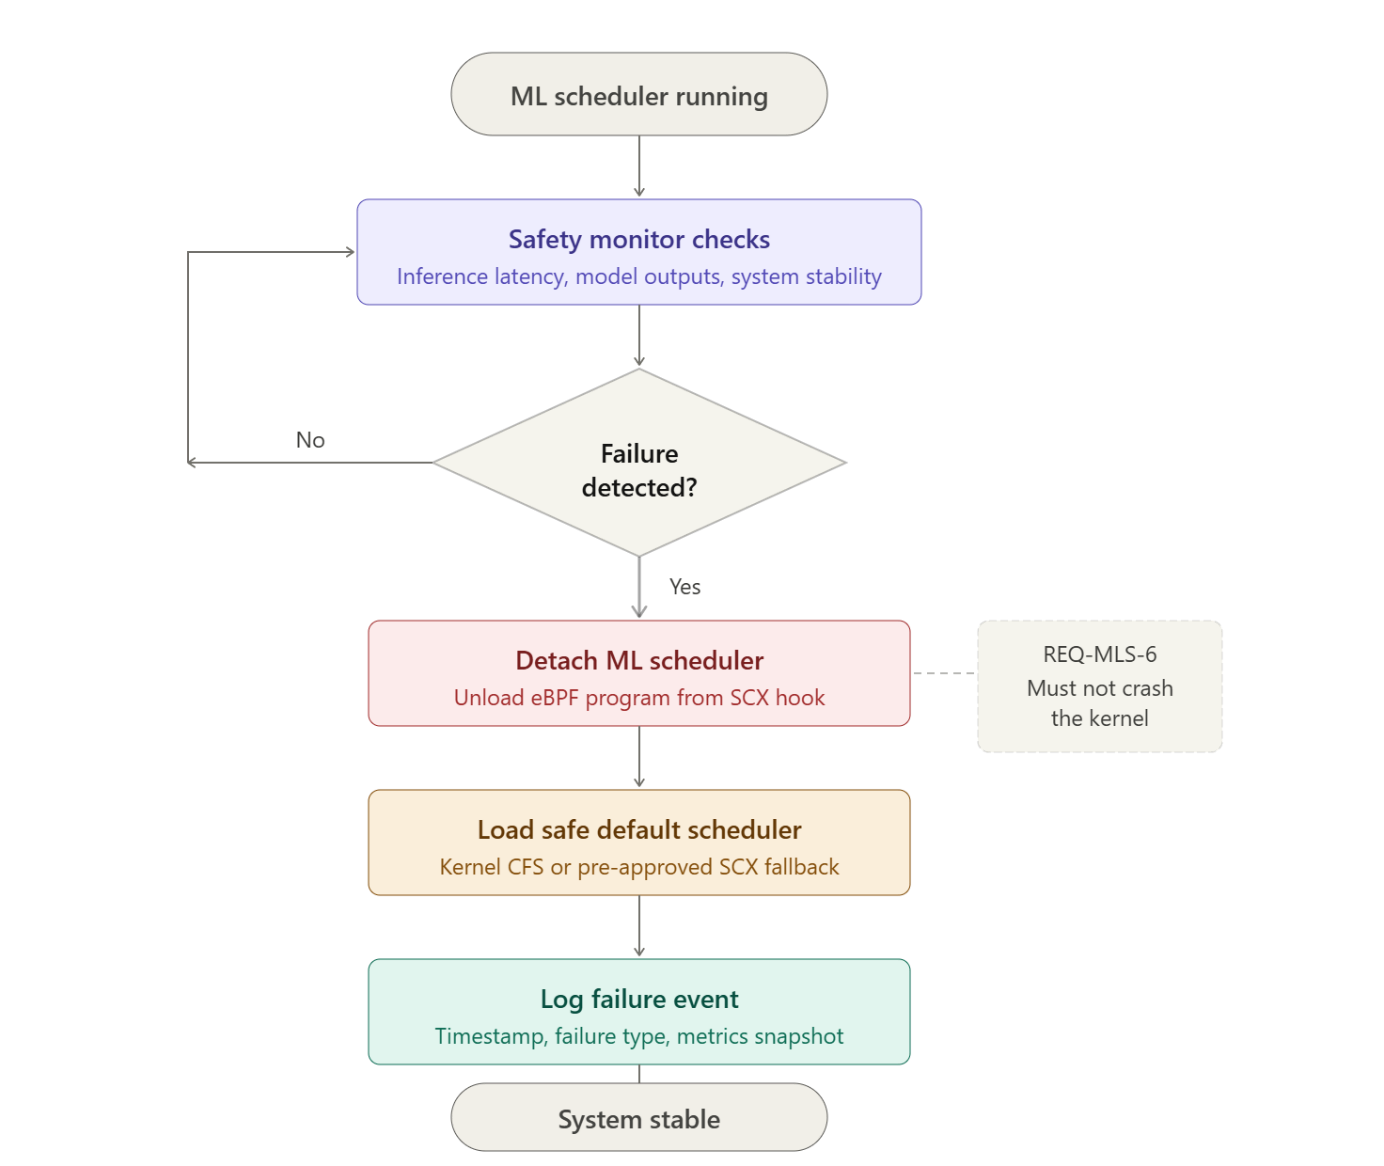 ML scheduler running
Safety monitor checks
Inference latency, model outputs, system stability
No
Failure
detected?
Yes
Detach ML scheduler
Unload eBPF program from SCX hook
REQ-MLS-6
Must not crash
the kernel
Load safe default scheduler
Kernel CFS or pre-approved SCX fallback
Log failure event
Timestamp, failure type, metrics snapshot
System stable